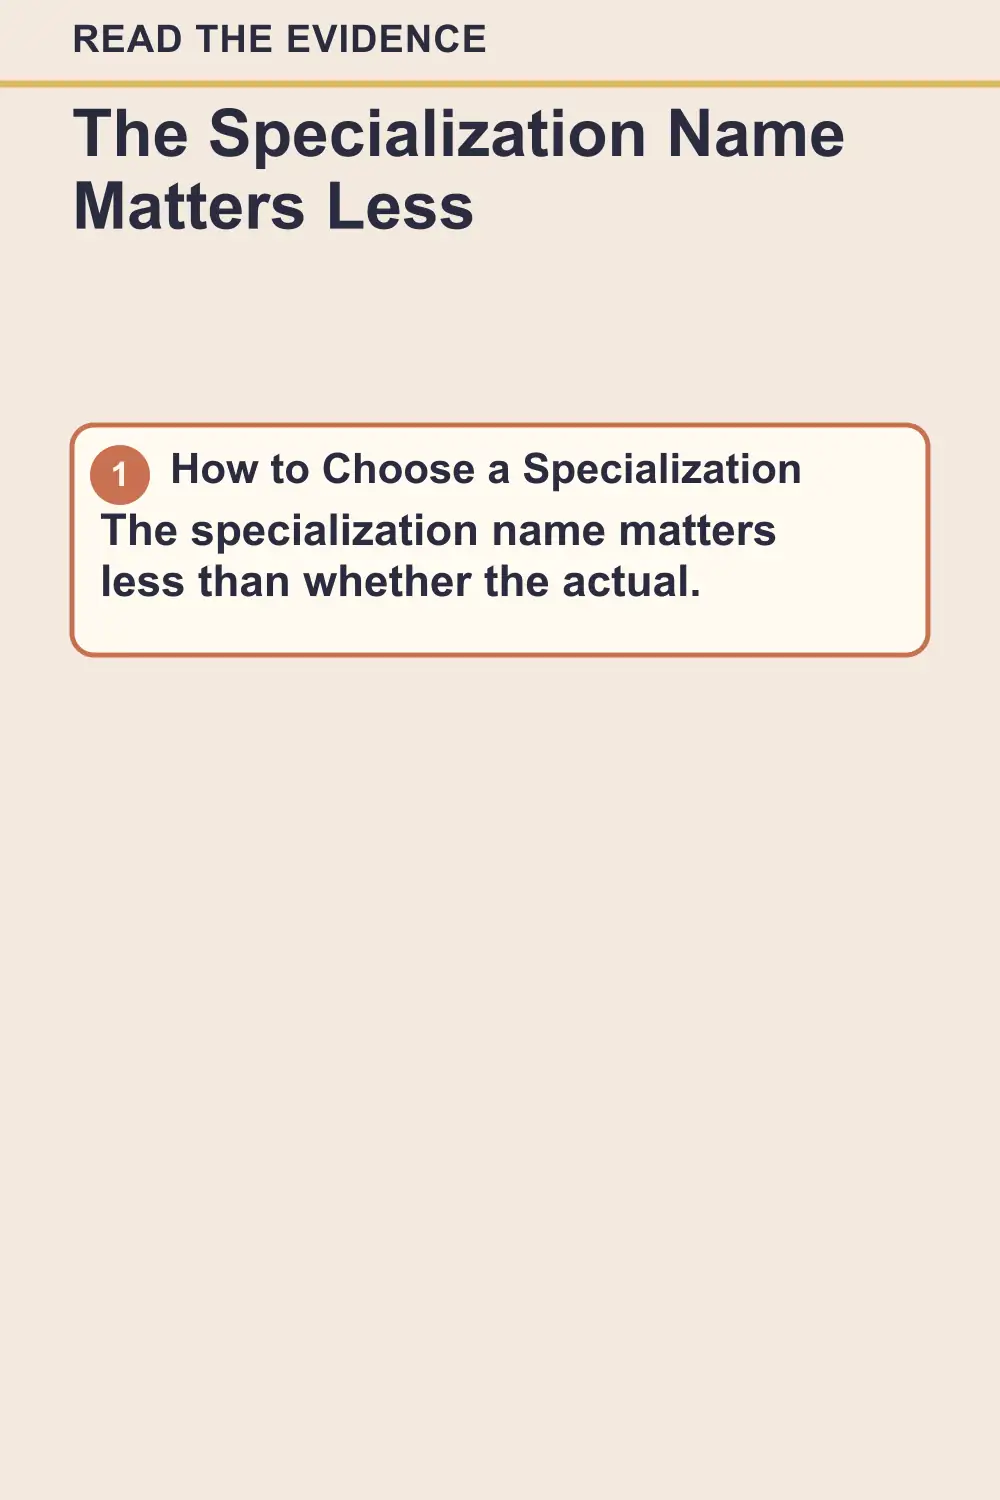 READ THE EVIDENCE
The Specialization Name
Matters Less
1 How to Choose a Specialization
The specialization name matters
less than whether the actual.